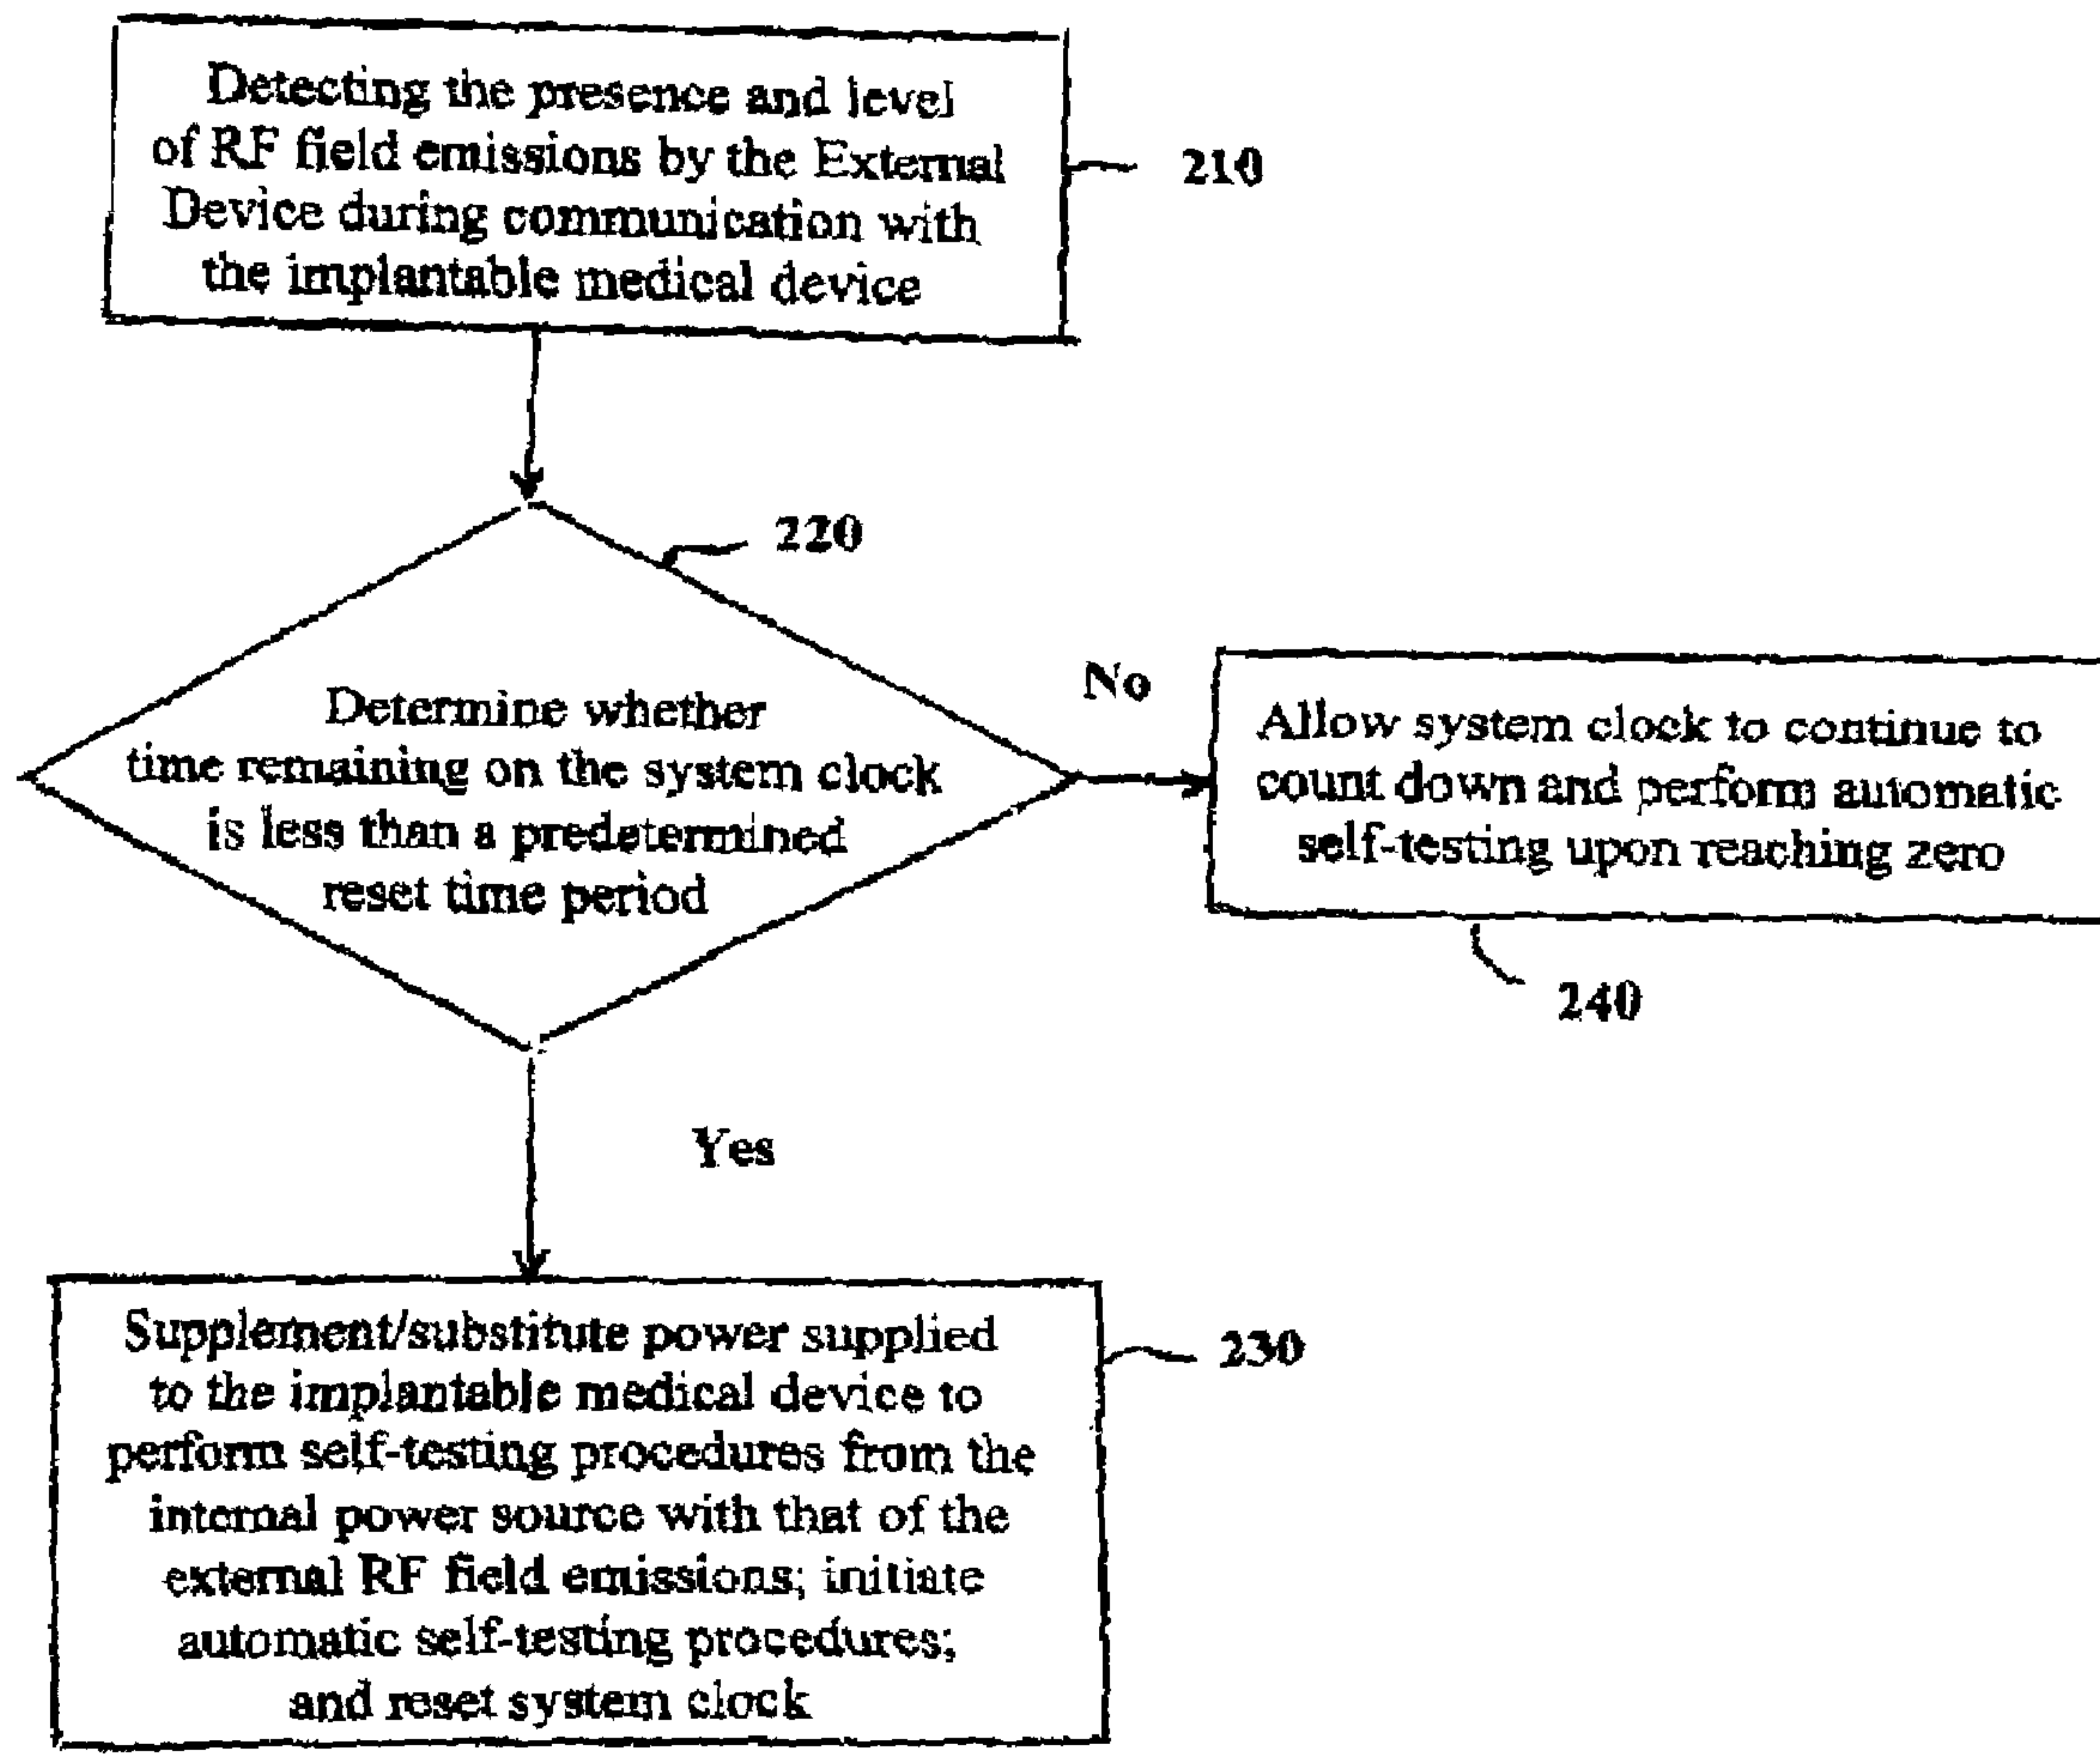 Detecting the presence and level
of RF field emissions by the External
Device during communication with
the implantable medical device
210
220
Determine whether
time remaining on the system clock
is less than a predetermined
reset time period
No
Allow system clock to continue to
count down and perform automatic
self-testing upon reaching zero
240
Yes
Supplement/substitute power supplied
to the implantable medical device to
perform self-testing procedures from the
internal power source with that of the
external RF field emissions; initiate
automatic self-testing procedures;
and reset system clock
230